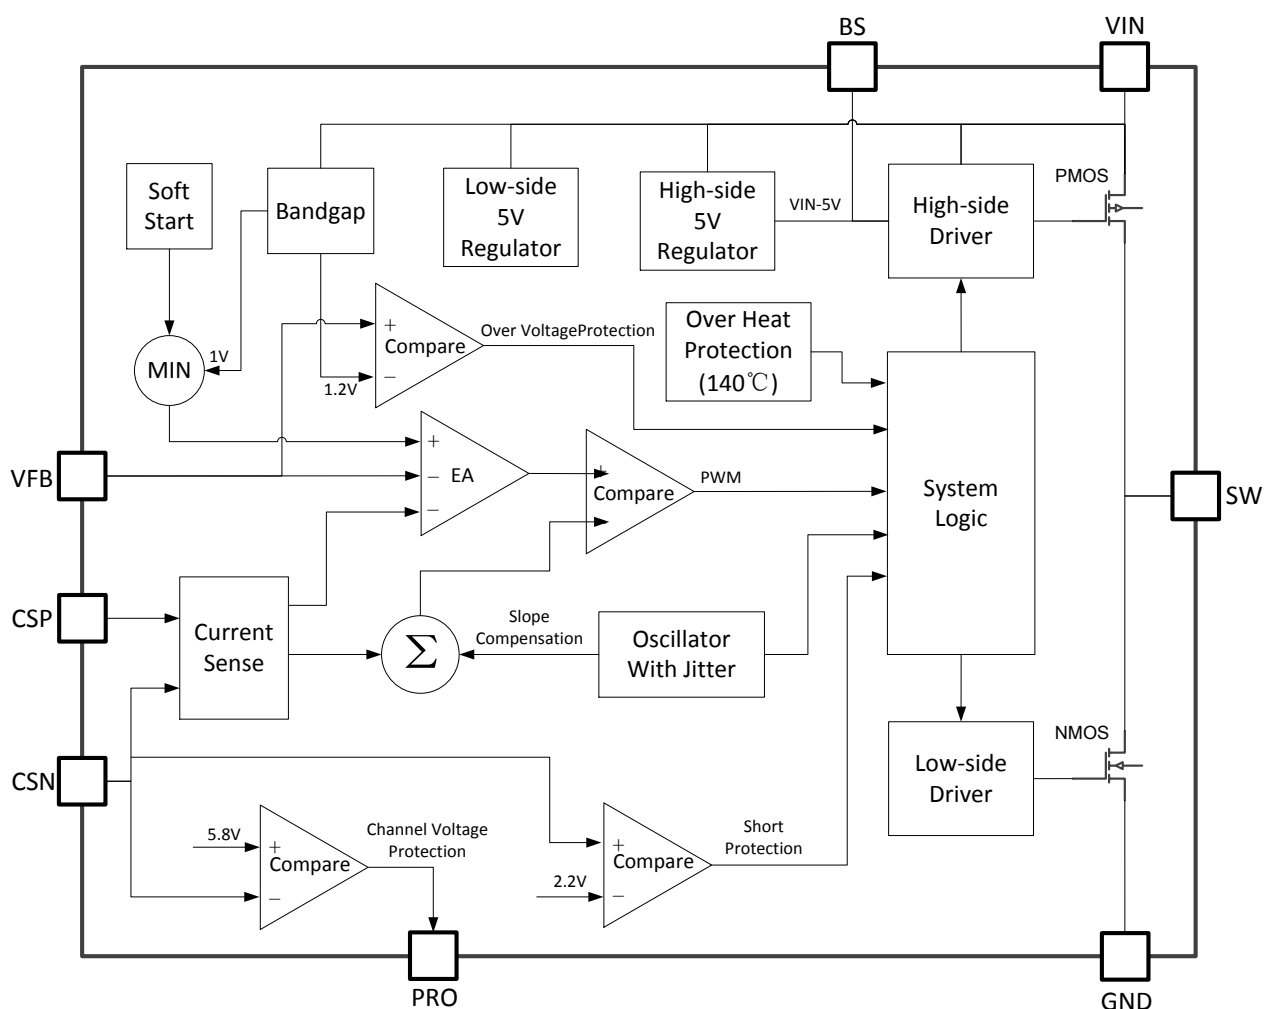 BS
VIN
Soft
Start
Bandgap
Low-side
5V
Regulator
High-side
5V
Regulator
VIN-5V
High-side
Driver
PMOS
MIN
1V
1.2V
+
Compare
−
Over VoltageProtection
Over Heat
Protection
(140℃)
VFB
+
−
EA
−
+
Compare
PWM
System
Logic
SW
CSP
Current
Sense
Σ
Slope
Compensation
Oscillator
With Jitter
CSN
Low-side
Driver
NMOS
5.8V
+
Compare
−
Channel Voltage
Protection
2.2V
+
Compare
−
Short
Protection
PRO
GND